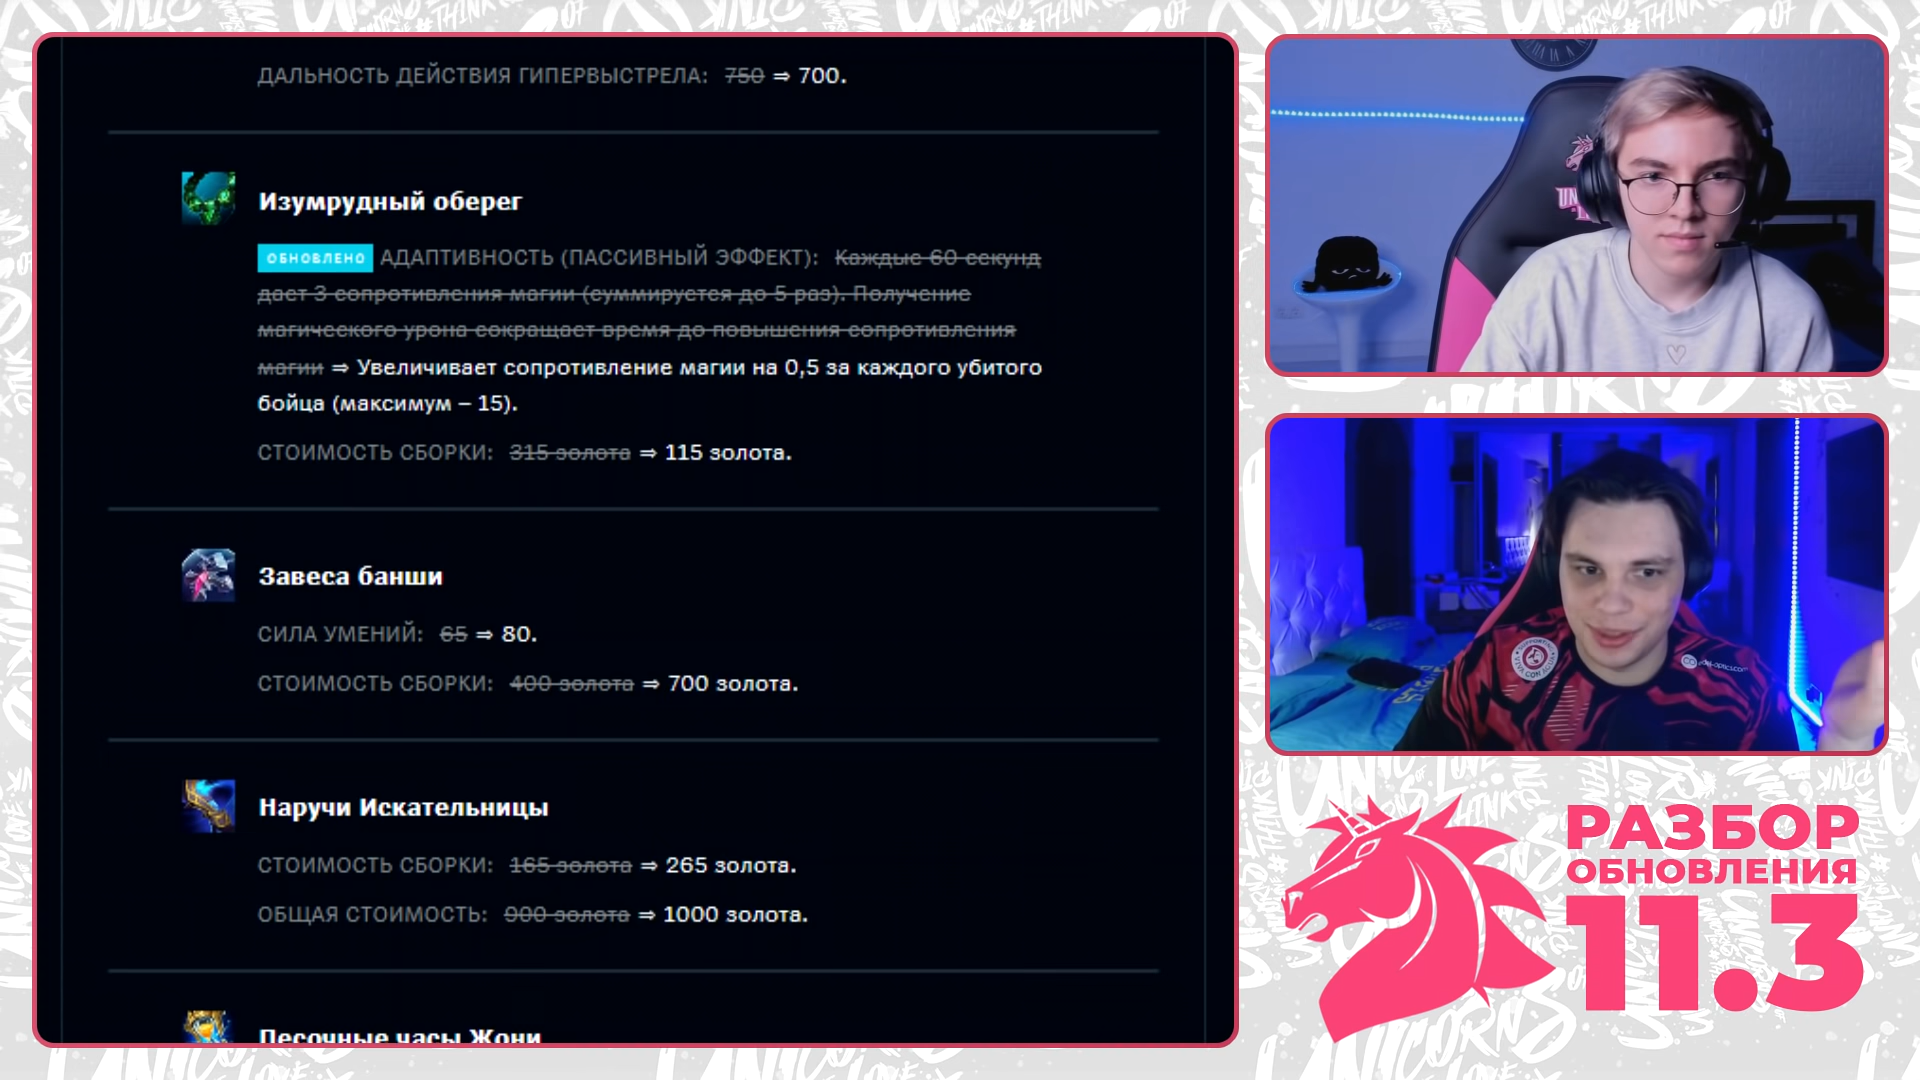 ДАЛЬНОСТЬ ДЕЙСТВИЯ ГИПЕРВЫСТРЕЛА: 750 ⇒ 700.
Изумрудный оберег
ОБНОВЛЕНО АДАПТИВНОСТЬ (ПАССИВНЫЙ ЭФФЕКТ): Каждые 60 секунд
дает 3 сопротивления магии (суммируется до 5 раз). Получение
магического урона сокращает время до повышения сопротивления
магии ⇒ Увеличивает сопротивление магии на 0,5 за каждого убитого
бойца (максимум – 15).
СТОИМОСТЬ СБОРКИ: 315 золота ⇒ 115 золота.
Завеса банши
СИЛА УМЕНИЙ: 65 ⇒ 80.
СТОИМОСТЬ СБОРКИ: 400 золота ⇒ 700 золота.
Наручи Искательницы
СТОИМОСТЬ СБОРКИ: 165 золота ⇒ 265 золота.
ОБЩАЯ СТОИМОСТЬ: 900 золота ⇒ 1000 золота.
Песочные часы Жони
РАЗБОР
ОБНОВЛЕНИЯ
11.3